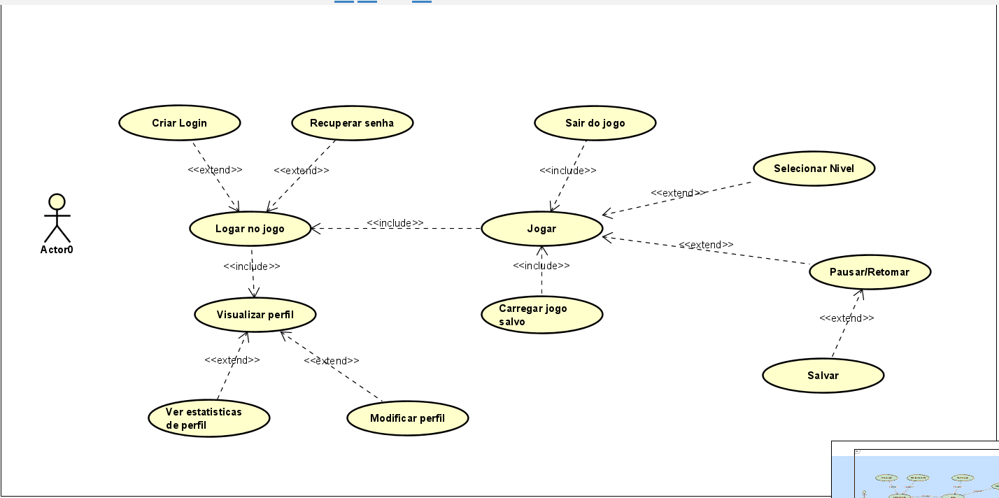 Criar Login
Recuperar senha
Sair do jogo
<<extend>>
<<extend>>
<<include>>
Selecionar Nivel
<<extend>>
Logar no jogo
<<include>>
Jogar
Actor0
<<extend>>
<<include>>
<<include>>
Pausar/Retomar
Visualizar perfil
Carregar jogo
salvo
<<extend>>
<<extend>>
<<extend>>
Salvar
Ver estatisticas
de perfil
Modificar perfil